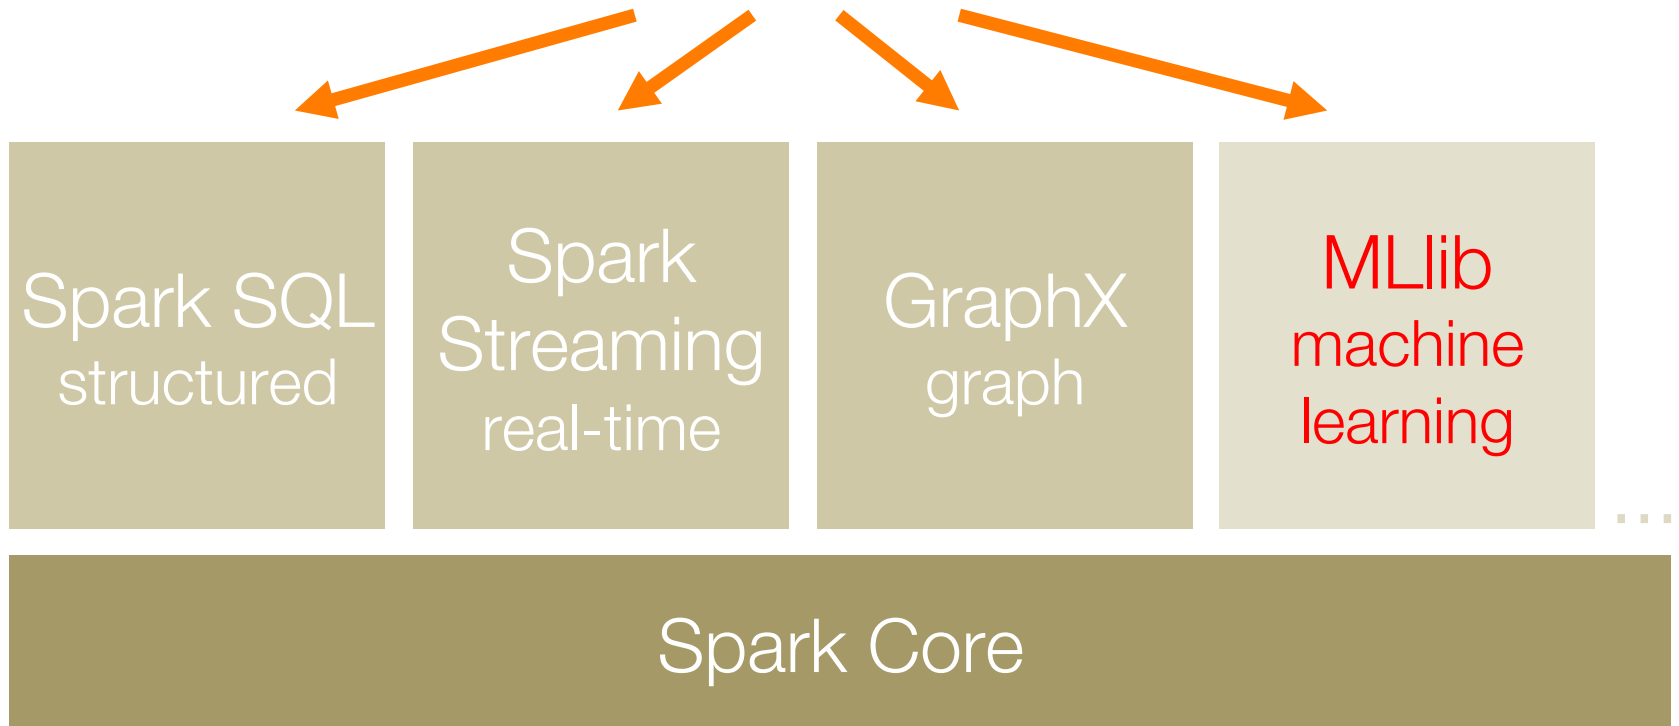 Spark SQL
structured
Spark
Streaming
real-time
GraphX
graph
MLlib
machine
learning
...
Spark Core